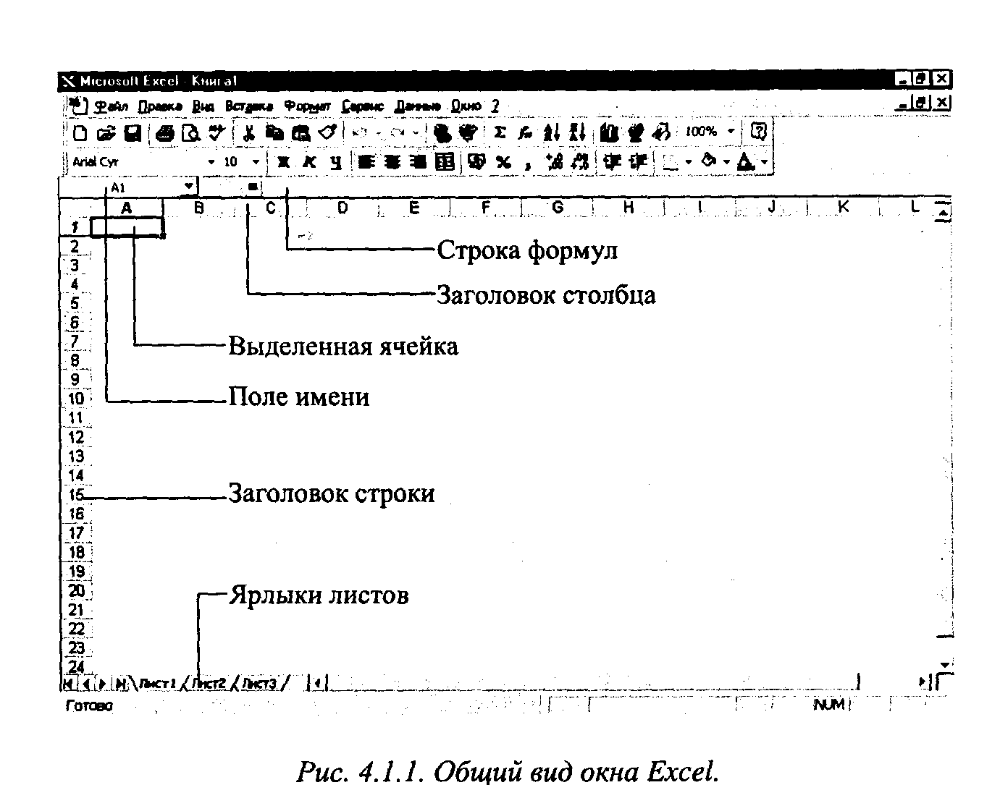 Microsoft Excel - Книга1
Файл Правка Вид Вставка Формат Сервис Данные Окно ?
100%
Arial Cyr 10 Ж К Ч %
A1 =
A B C D E F G H I J K L
1
2
Строка формул
3
4
Заголовок столбца
5
6
7
Выделенная ячейка
8
9
10
Поле имени
11
12
13
14
15
Заголовок строки
16
17
18
19
20
Ярлыки листов
21
22
23
24
Лист1 Лист2 Лист3
Готово NUM
Рис. 4.1.1. Общий вид окна Excel.